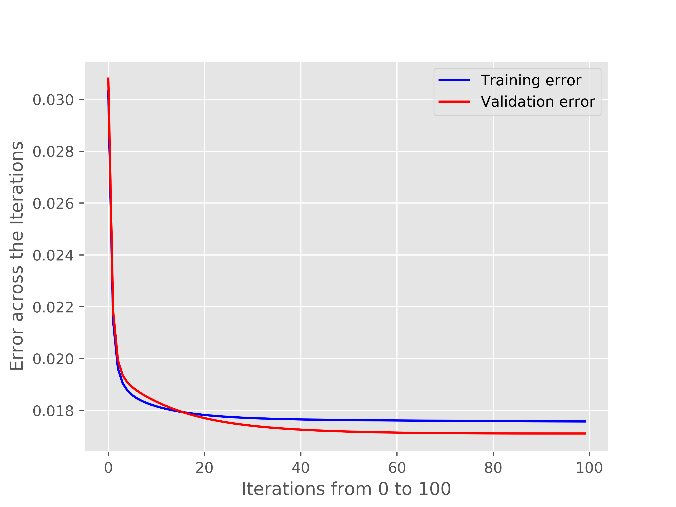 Training error
Validation error
0.030
0.028
0.026
0.024
0.022
0.020
0.018
Error across the Iterations
0 20 40 60 80 100
Iterations from 0 to 100